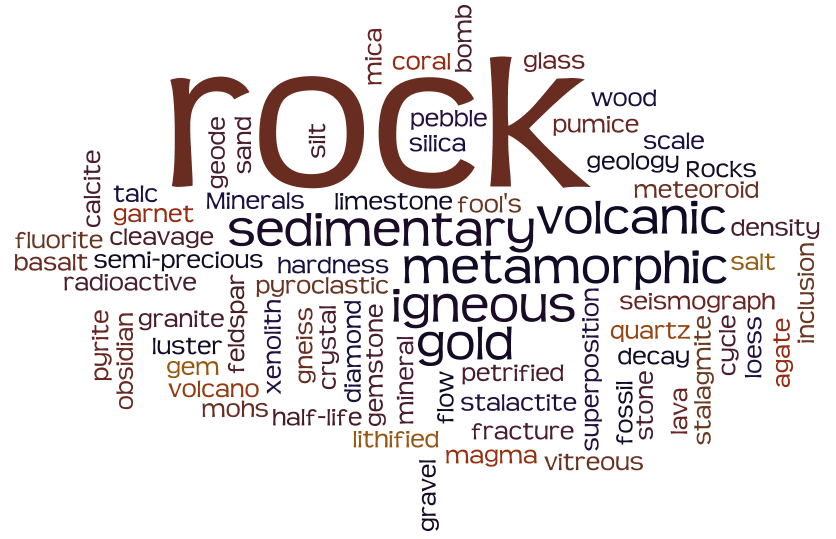 rock
mica
coral
bomb
glass
wood
pebble
pumice
silica
scale
silt
sand
geode
geology
Rocks
meteoroid
calcite
talc
garnet
Minerals
limestone
fool's
fluorite
cleavage
sedimentary
volcanic
density
basalt
semi-precious
hardness
metamorphic
salt
inclusion
radioactive
feldspar
pyroclastic
igneous
seismograph
pyrite
obsidian
granite
xenolith
gneiss
crystal
diamond
gemstone
mineral
gold
superposition
quartz
stalagmite
cycle
loess
agate
luster
decay
gem
petrified
volcano
flow
stalactite
fossil
stone
lava
mohs
half-life
lithified
fracture
magma
vitreous
gravel